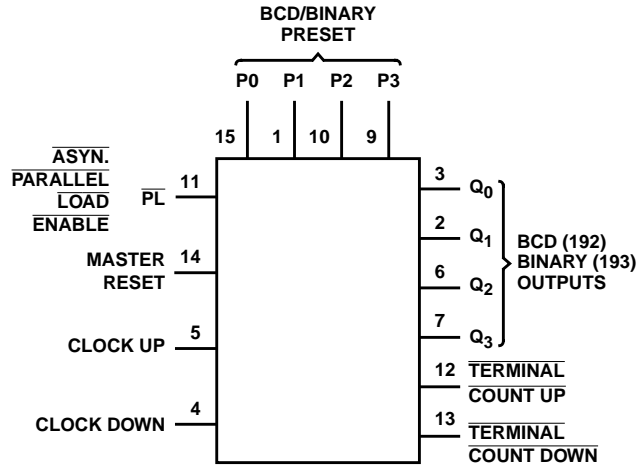 BCD/BINARY
PRESET
P0 P1 P2 P3
15 1 10 9
ASYN.
PARALLEL
LOAD
ENABLE
PL
11
MASTER
RESET
14
CLOCK UP
5
CLOCK DOWN
4
3 Q0
2 Q1
6 Q2
7 Q3
BCD (192)
BINARY (193)
OUTPUTS
12 TERMINAL
COUNT UP
13 TERMINAL
COUNT DOWN